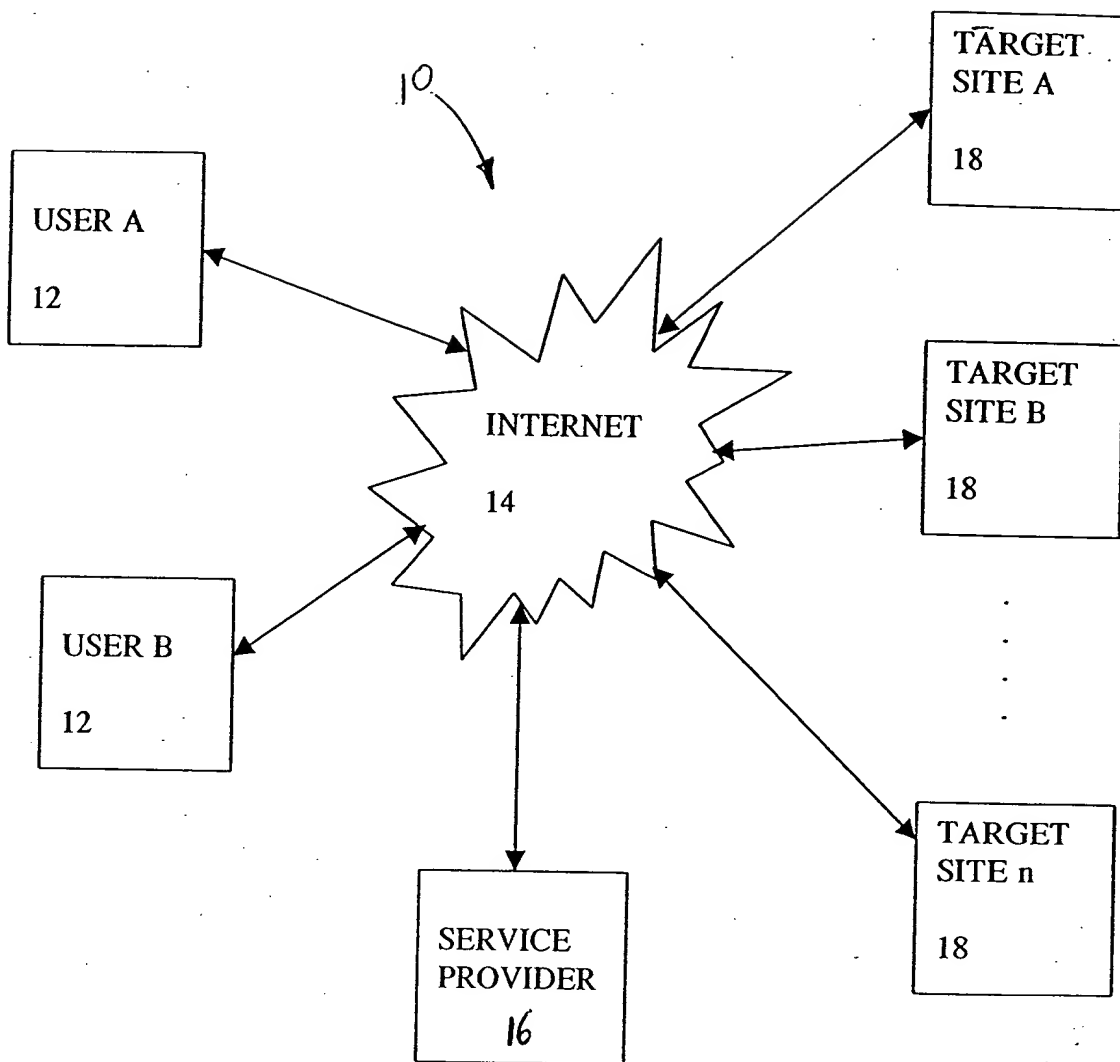 10
TARGET
SITE A
18
USER A
12
INTERNET
14
TARGET
SITE B
18
USER B
12
TARGET
SITE n
18
SERVICE
PROVIDER
16